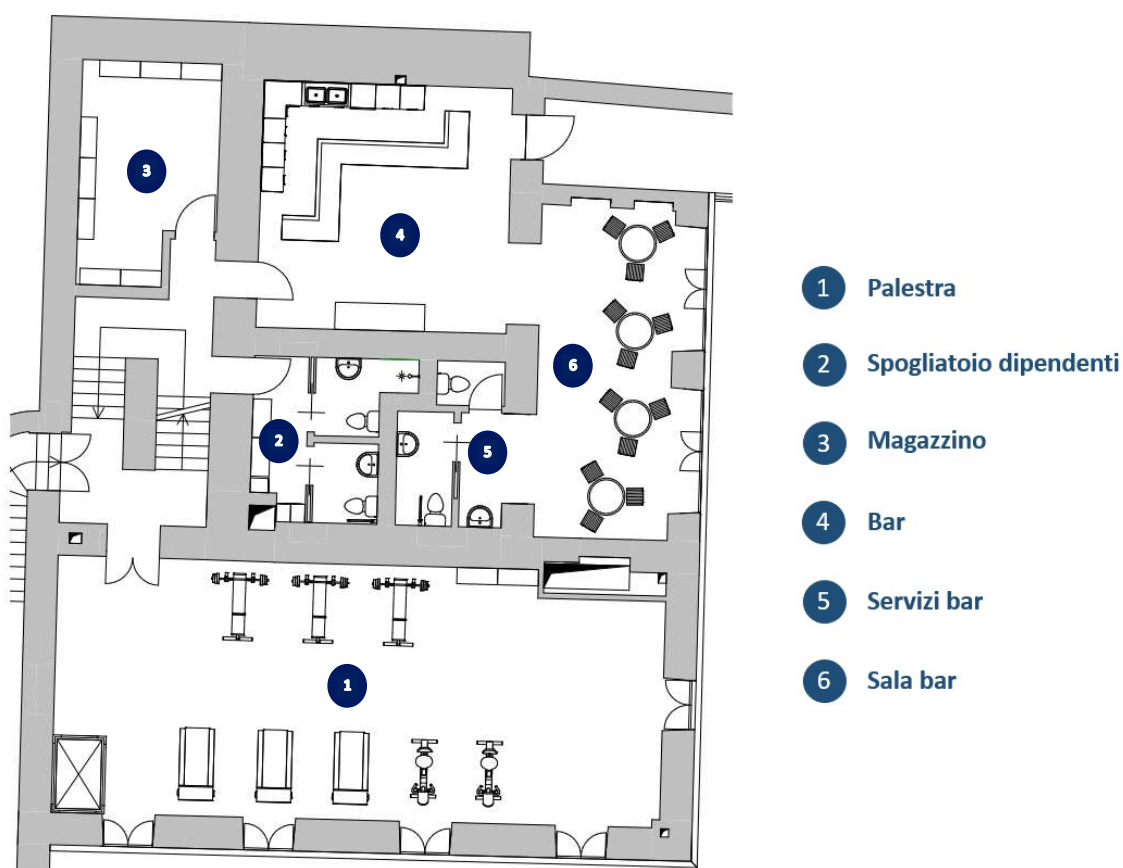 3
4
6
2
5
1
1 Palestra
2 Spogliatoio dipendenti
3 Magazzino
4 Bar
5 Servizi bar
6 Sala bar